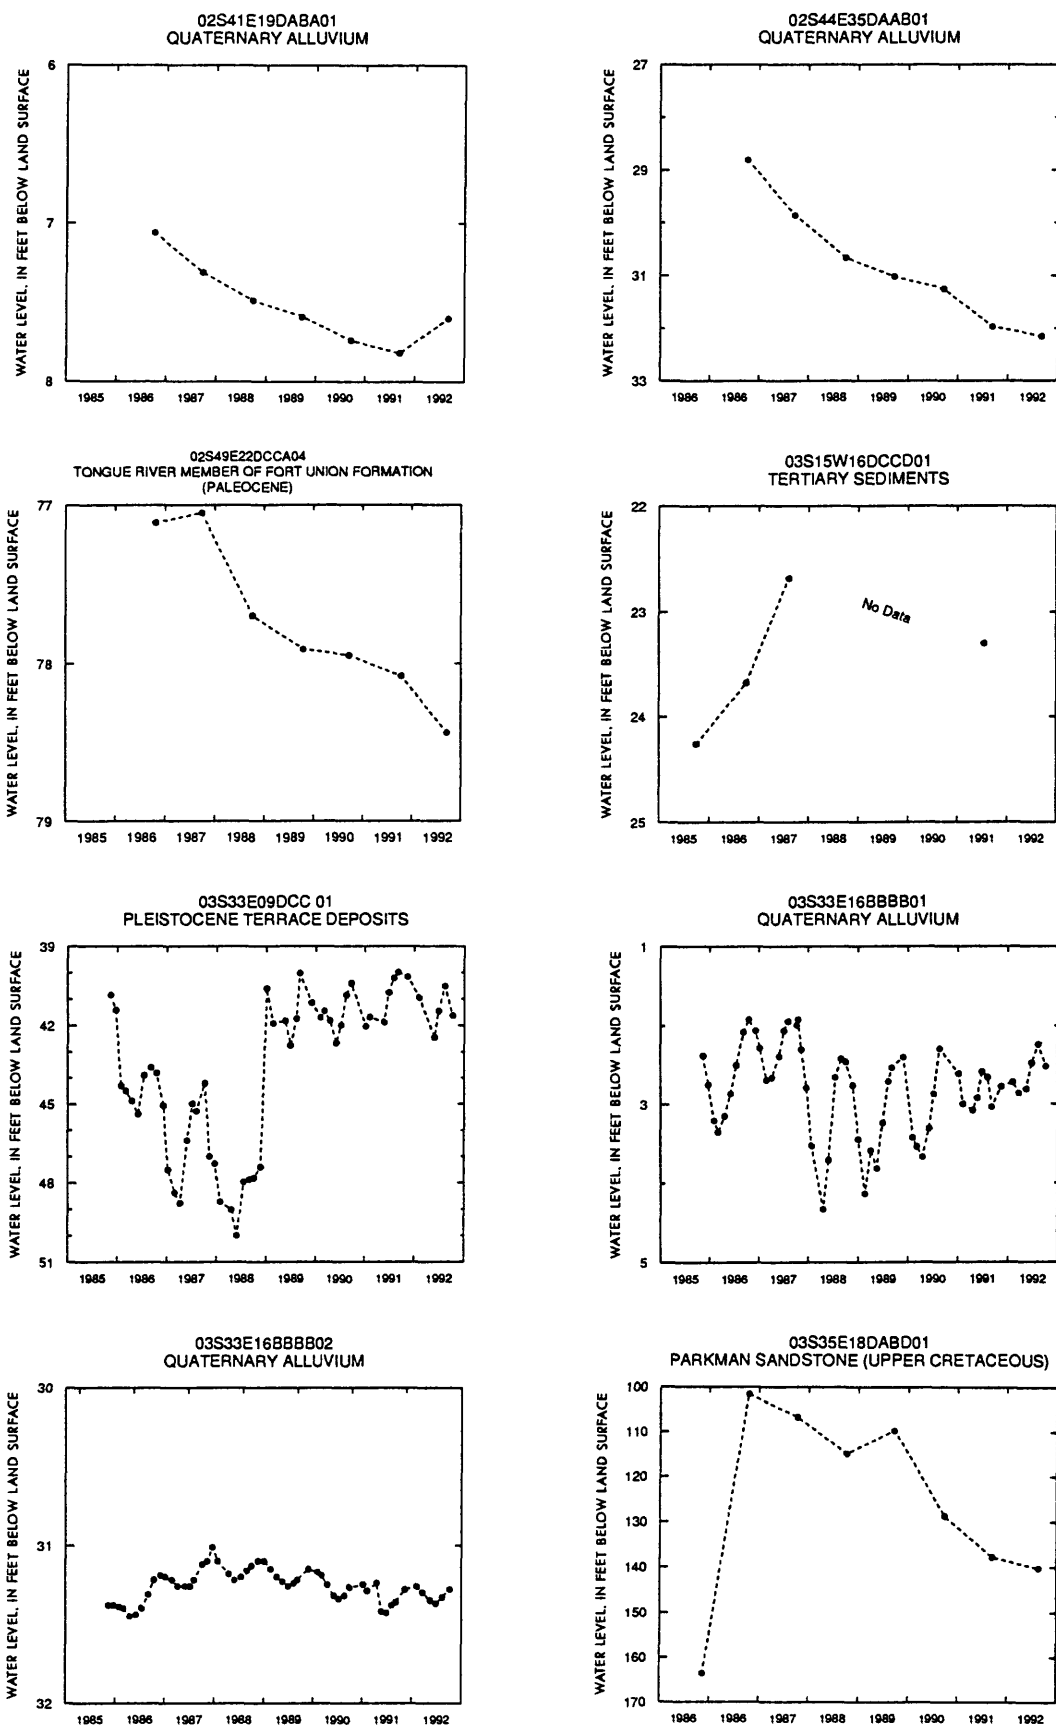 02S41E19DABA01
QUATERNARY ALLUVIUM
WATER LEVEL, IN FEET BELOW LAND SURFACE
6
7
8
1985 1986 1987 1988 1989 1990 1991 1992
02S44E35DAAB01
QUATERNARY ALLUVIUM
WATER LEVEL, IN FEET BELOW LAND SURFACE
27
29
31
33
1986 1986 1987 1988 1989 1990 1991 1992
02S49E22DCCA04
TONGUE RIVER MEMBER OF FORT UNION FORMATION
(PALEOCENE)
WATER LEVEL, IN FEET BELOW LAND SURFACE
77
78
79
1985 1986 1987 1988 1989 1990 1991 1992
03S15W16DCCD01
TERTIARY SEDIMENTS
WATER LEVEL, IN FEET BELOW LAND SURFACE
22
23
24
25
No Data
1985 1986 1987 1988 1989 1990 1991 1992
03S33E09DCC 01
PLEISTOCENE TERRACE DEPOSITS
WATER LEVEL, IN FEET BELOW LAND SURFACE
39
42
45
48
51
1985 1986 1987 1988 1989 1990 1991 1992
03S33E16BBBB01
QUATERNARY ALLUVIUM
WATER LEVEL, IN FEET BELOW LAND SURFACE
1
3
5
1985 1986 1987 1988 1989 1990 1991 1992
03S33E16BBBB02
QUATERNARY ALLUVIUM
WATER LEVEL, IN FEET BELOW LAND SURFACE
30
31
32
1985 1986 1987 1988 1989 1990 1991 1992
03S35E18DABD01
PARKMAN SANDSTONE (UPPER CRETACEOUS)
WATER LEVEL, IN FEET BELOW LAND SURFACE
100
110
120
130
140
150
160
170
1986 1986 1987 1988 1989 1990 1991 1992